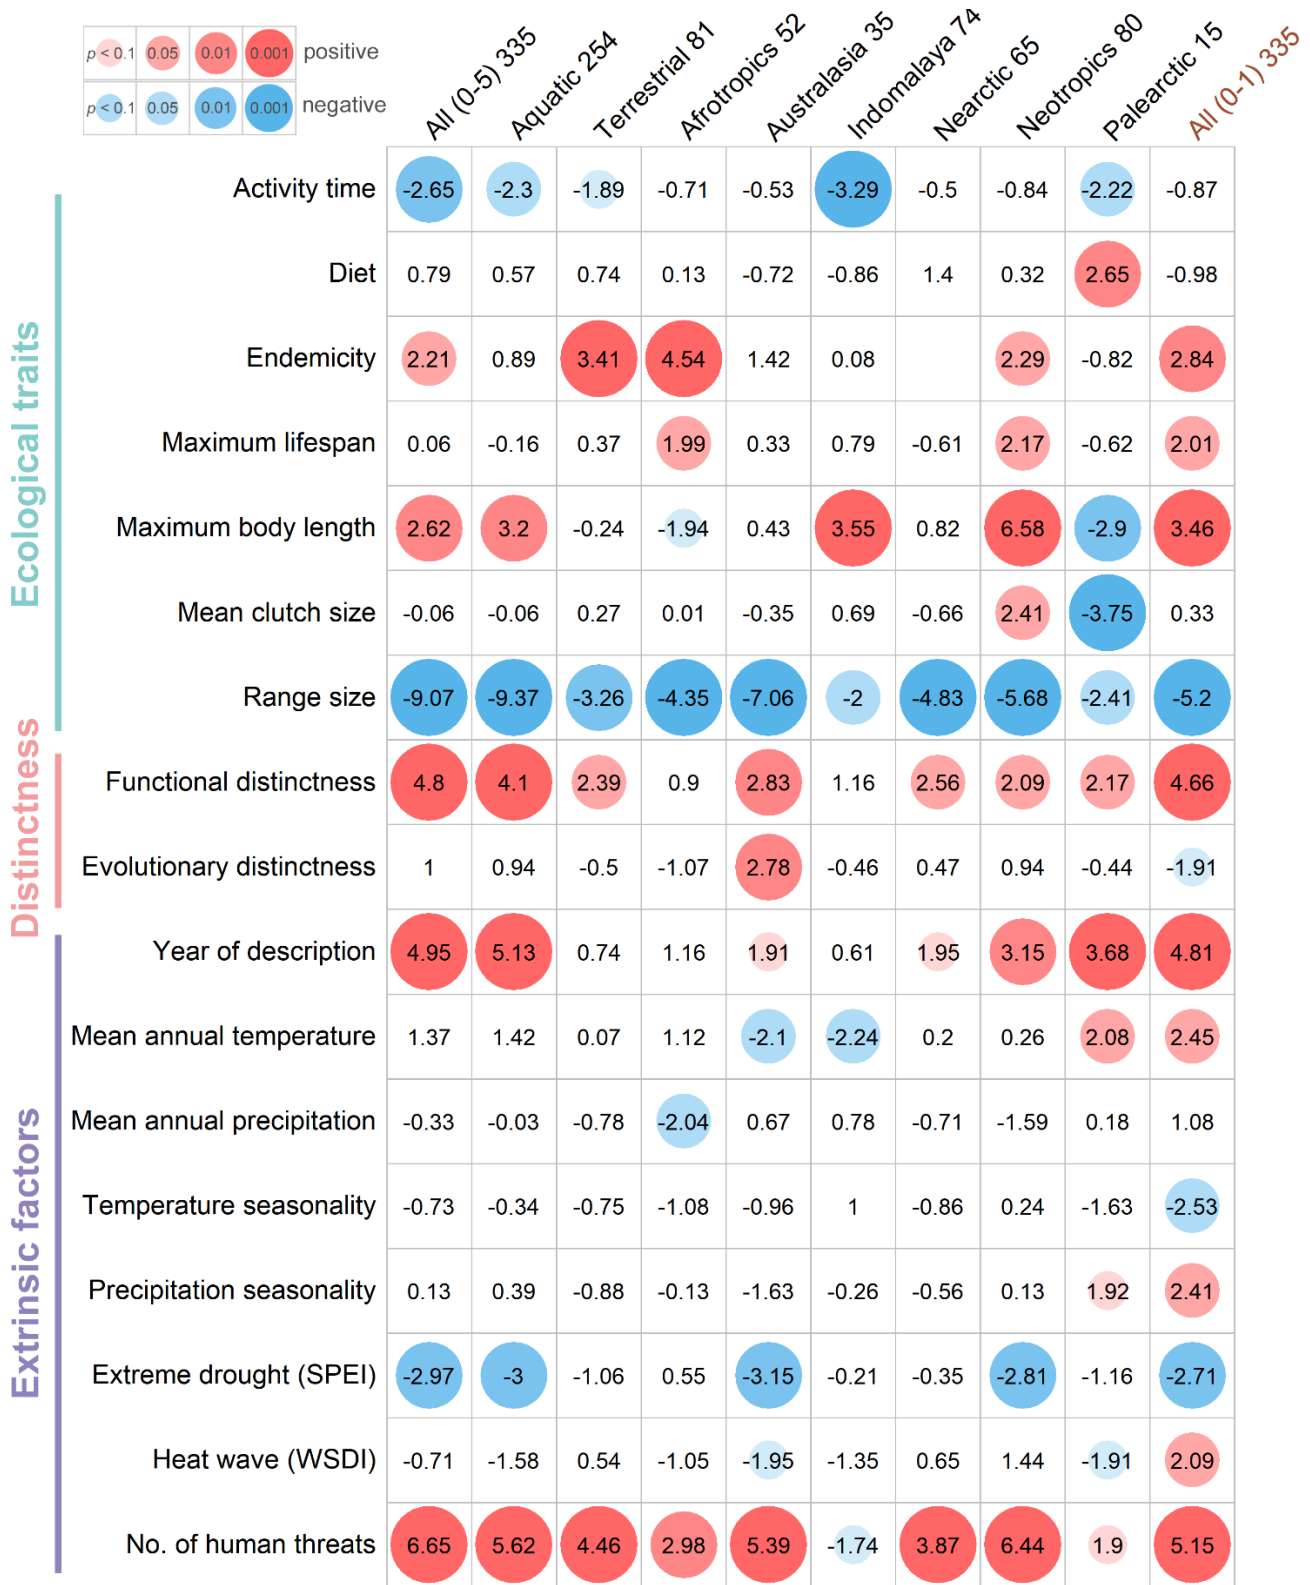 p < 0.1 0.05 0.01 0.001 positive
p < 0.1 0.05 0.01 0.001 negative
All (0-5) 335
Aquatic 254
Terrestrial 81
Afrotropics 52
Australasia 35
Indomalaya 74
Nearctic 65
Neotropics 80
Palearctic 15
All (0-1) 335
Ecological traits
Activity time -2.65 -2.3 -1.89 -0.71 -0.53 -3.29 -0.5 -0.84 -2.22 -0.87
Diet 0.79 0.57 0.74 0.13 -0.72 -0.86 1.4 0.32 2.65 -0.98
Endemicity 2.21 0.89 3.41 4.54 1.42 0.08 2.29 -0.82 2.84
Maximum lifespan 0.06 -0.16 0.37 1.99 0.33 0.79 -0.61 2.17 -0.62 2.01
Maximum body length 2.62 3.2 -0.24 -1.94 0.43 3.55 0.82 6.58 -2.9 3.46
Mean clutch size -0.06 -0.06 0.27 0.01 -0.35 0.69 -0.66 2.41 -3.75 0.33
Range size -9.07 -9.37 -3.26 -4.35 -7.06 -2 -4.83 -5.68 -2.41 -5.2
Distinctness
Functional distinctness 4.8 4.1 2.39 0.9 2.83 1.16 2.56 2.09 2.17 4.66
Evolutionary distinctness 1 0.94 -0.5 -1.07 2.78 -0.46 0.47 0.94 -0.44 -1.91
Extrinsic factors
Year of description 4.95 5.13 0.74 1.16 1.91 0.61 1.95 3.15 3.68 4.81
Mean annual temperature 1.37 1.42 0.07 1.12 -2.1 -2.24 0.2 0.26 2.08 2.45
Mean annual precipitation -0.33 -0.03 -0.78 -2.04 0.67 0.78 -0.71 -1.59 0.18 1.08
Temperature seasonality -0.73 -0.34 -0.75 -1.08 -0.96 1 -0.86 0.24 -1.63 -2.53
Precipitation seasonality 0.13 0.39 -0.88 -0.13 -1.63 -0.26 -0.56 0.13 1.92 2.41
Extreme drought (SPEI) -2.97 -3 -1.06 0.55 -3.15 -0.21 -0.35 -2.81 -1.16 -2.71
Heat wave (WSDI) -0.71 -1.58 0.54 -1.05 -1.95 -1.35 0.65 1.44 -1.91 2.09
No. of human threats 6.65 5.62 4.46 2.98 5.39 -1.74 3.87 6.44 1.9 5.15